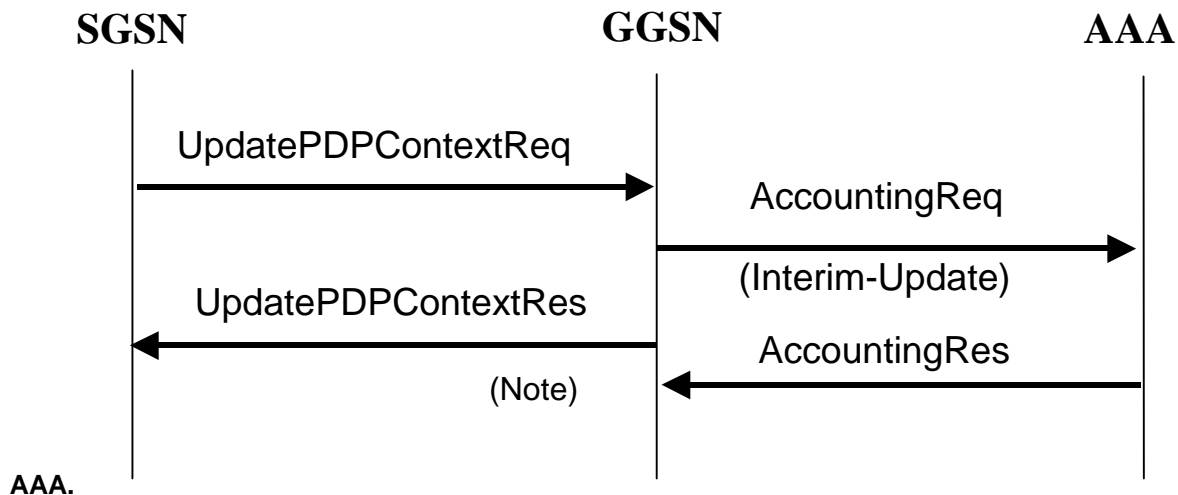 SGSN GGSN AAA
UpdatePDPContextReq
AccountingReq
(Interim-Update)
UpdatePDPContextRes
AccountingRes
(Note)
AAA.